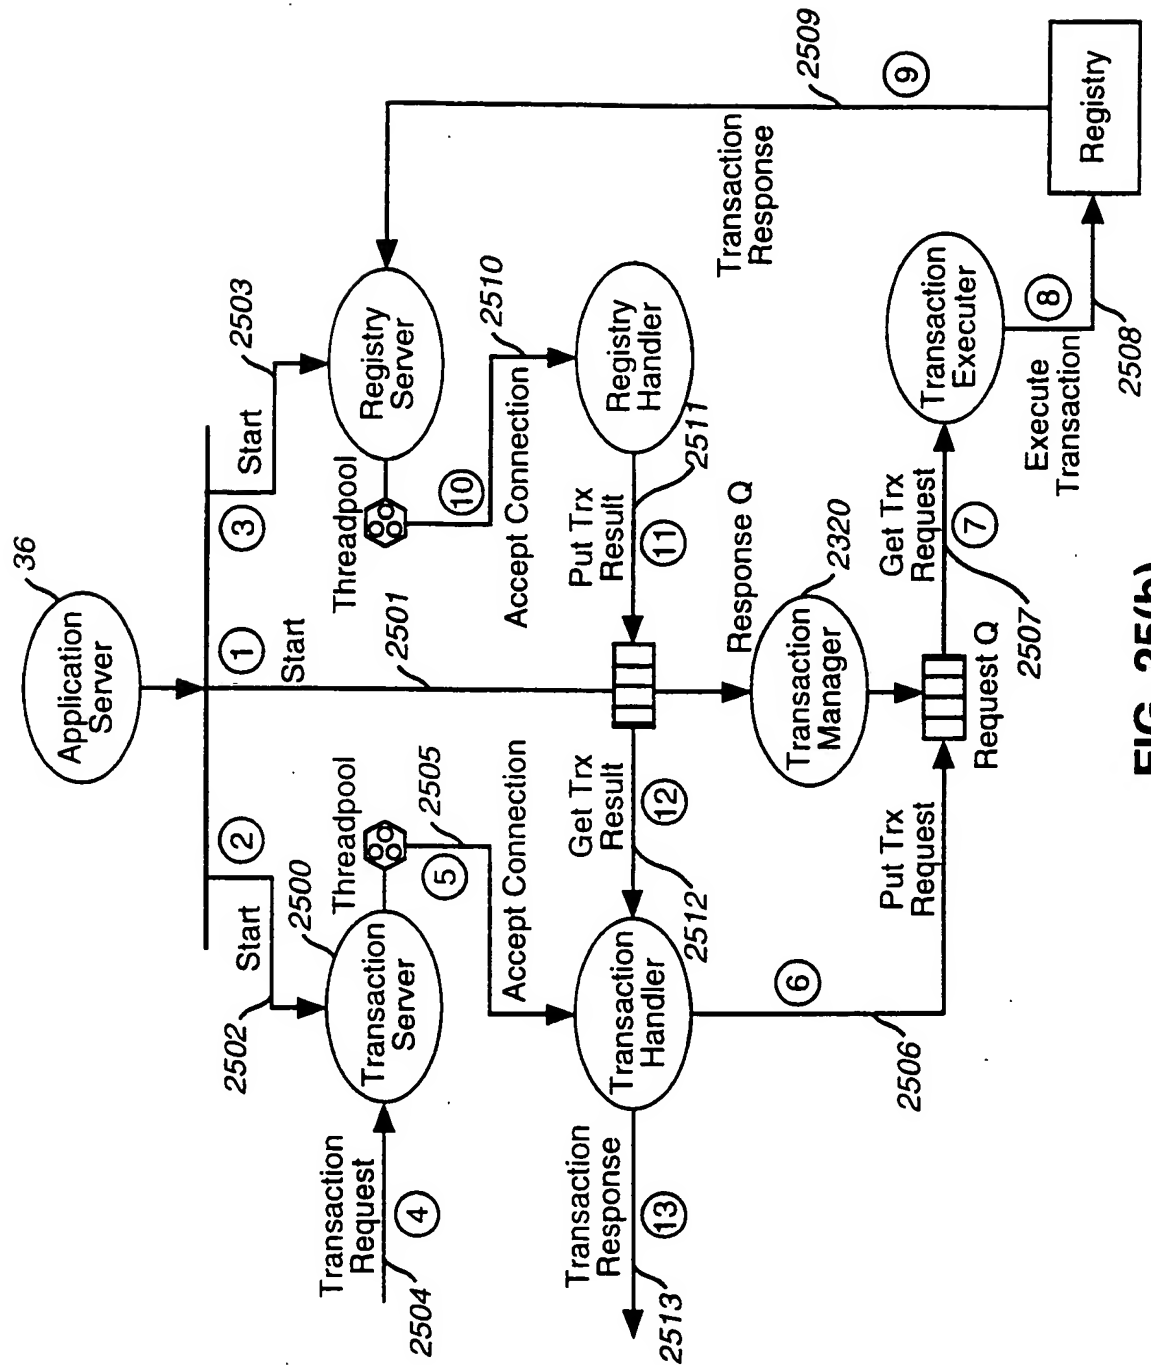 36
Application
Server
2
1
3
Start
Start
Start
2502
2500
2501
2503
Transaction
Request
4
2504
Transaction
Server
Threadpool
5
2505
Accept Connection
Threadpool
10
Accept Connection
2510
Registry
Server
2509
9
Transaction
Response
Transaction
Response
13
2513
Transaction
Handler
2512
Get Trx
Result
12
Put Trx
Result
11
2511
Registry
Handler
Response Q
Transaction
Manager
2320
6
2506
Put Trx
Request
Request Q
Get Trx
Request
7
2507
Transaction
Executer
Execute
Transaction
8
2508
Registry
FIG. 25(b)